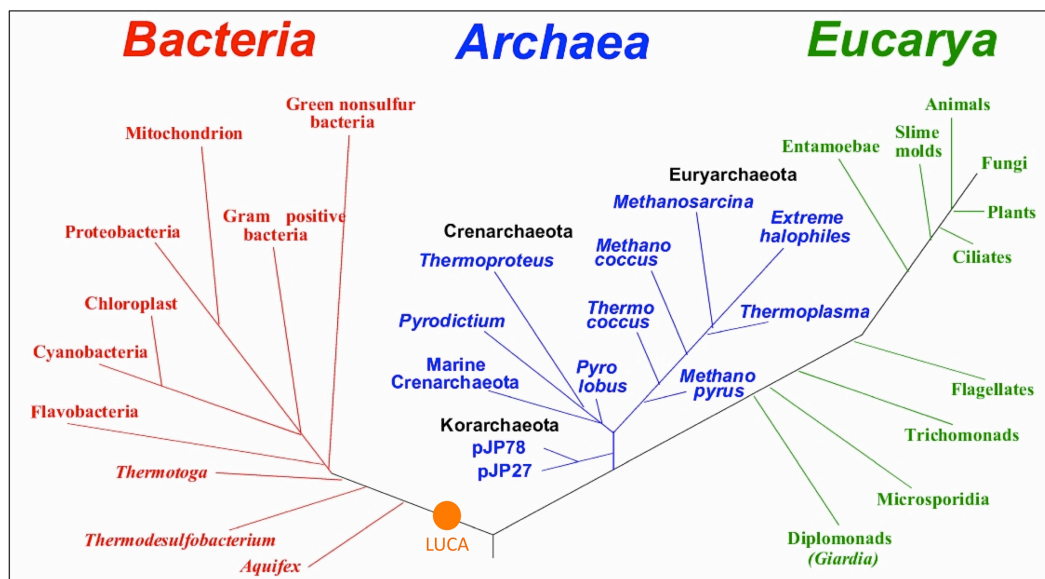 Bacteria
Archaea
Eucarya
Green nonsulfur
bacteria
Mitochondrion
Gram positive
bacteria
Proteobacteria
Chloroplast
Cyanobacteria
Flavobacteria
Thermotoga
Thermodesulfobacterium
Aquifex
LUCA
Euryarchaeota
Methanosarcina
Extreme
halophiles
Crenarchaeota
Thermoproteus
Methano
coccus
Pyrodictium
Thermo
coccus
Thermoplasma
Marine
Crenarchaeota
Pyro
lobus
Methano
pyrus
Korarchaeota
pJP78
pJP27
Animals
Entamoebae
Slime
molds
Fungi
Plants
Ciliates
Flagellates
Trichomonads
Microsporidia
Diplomonads
(Giardia)